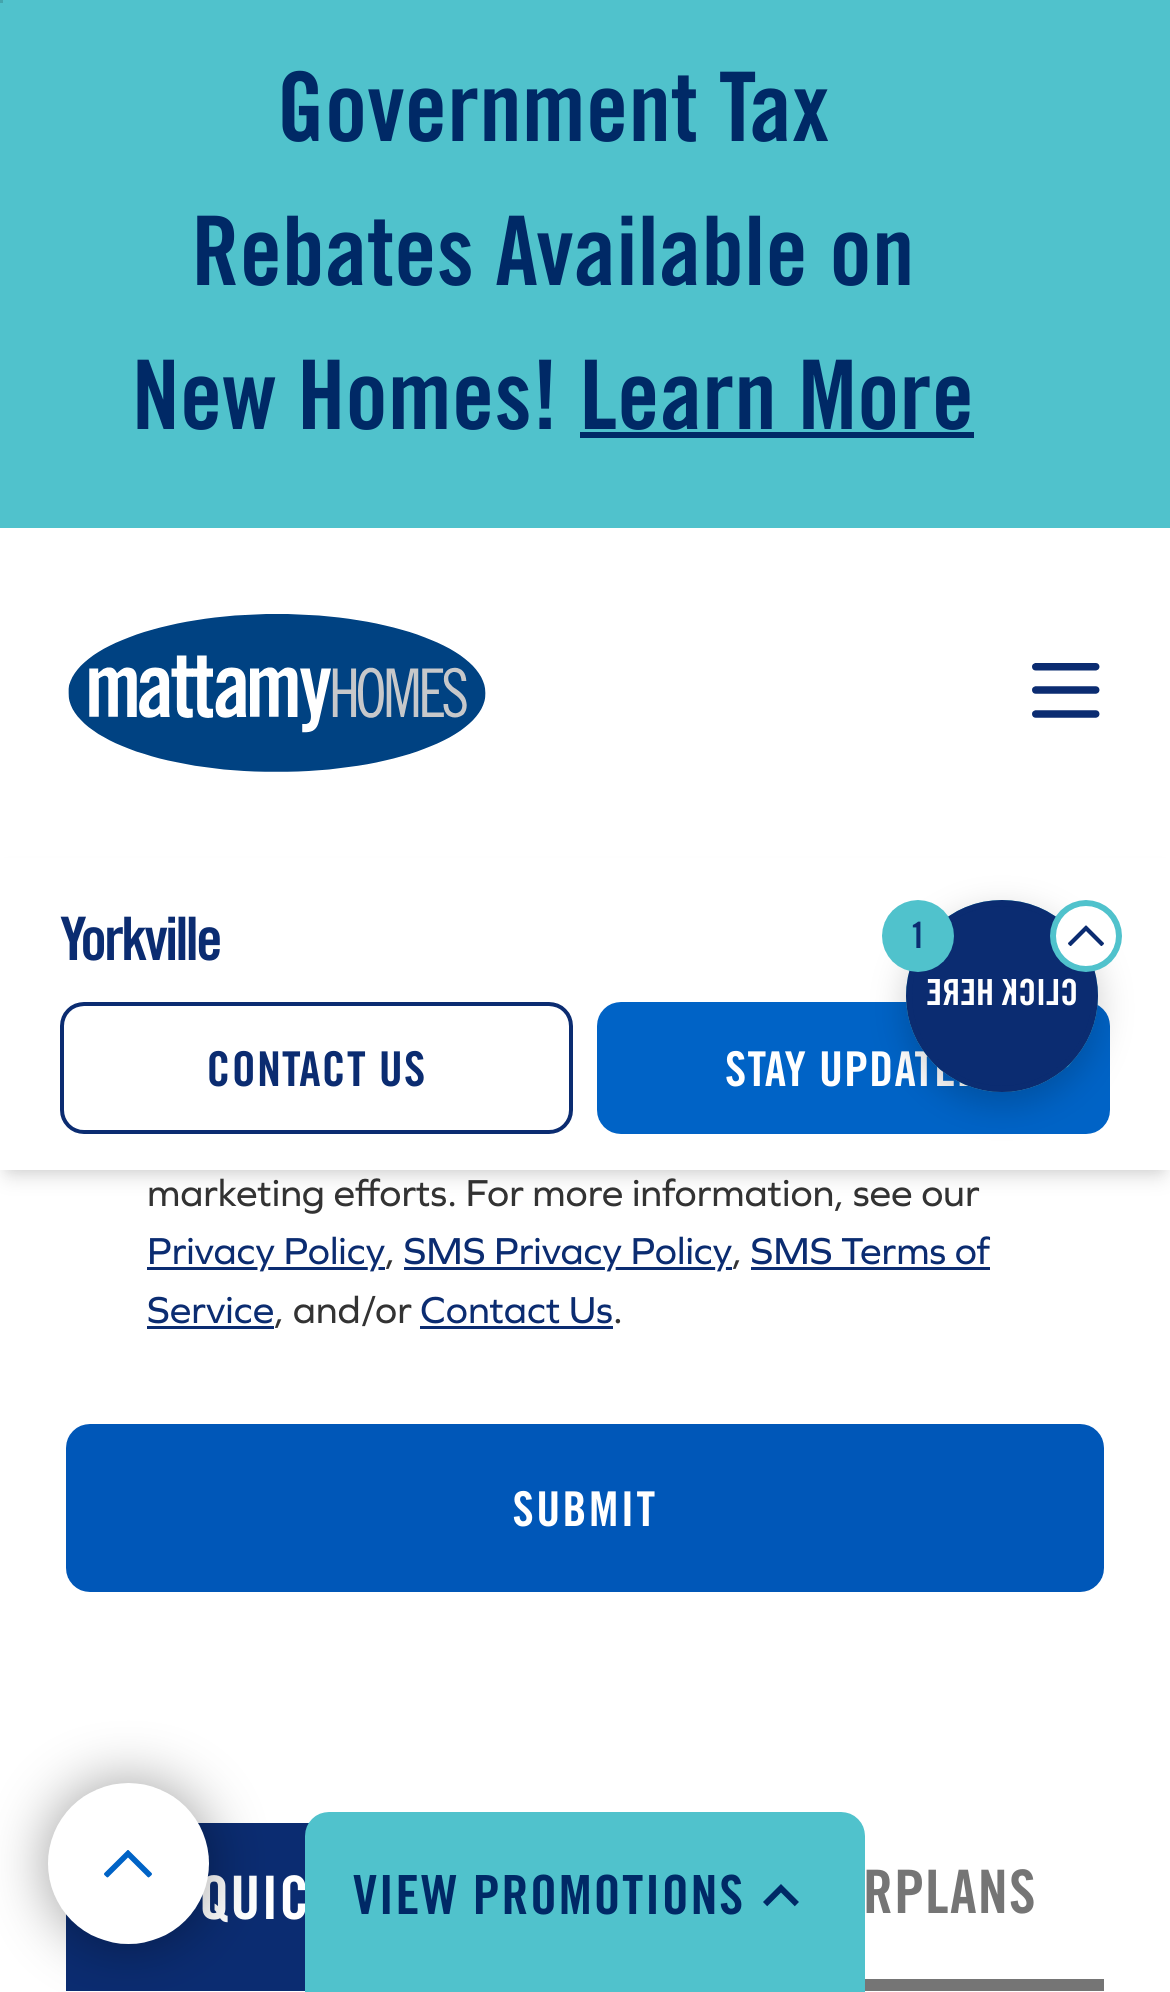 Government Tax
Rebates Available on
New Homes! Learn More
mattamyHOMES
Yorkville
1
CLICK HERE
CONTACT US
STAY UPDATE
marketing efforts. For more information, see our
Privacy Policy, SMS Privacy Policy, SMS Terms of
Service, and/or Contact Us.
SUBMIT
QUIC
VIEW PROMOTIONS
RPLANS